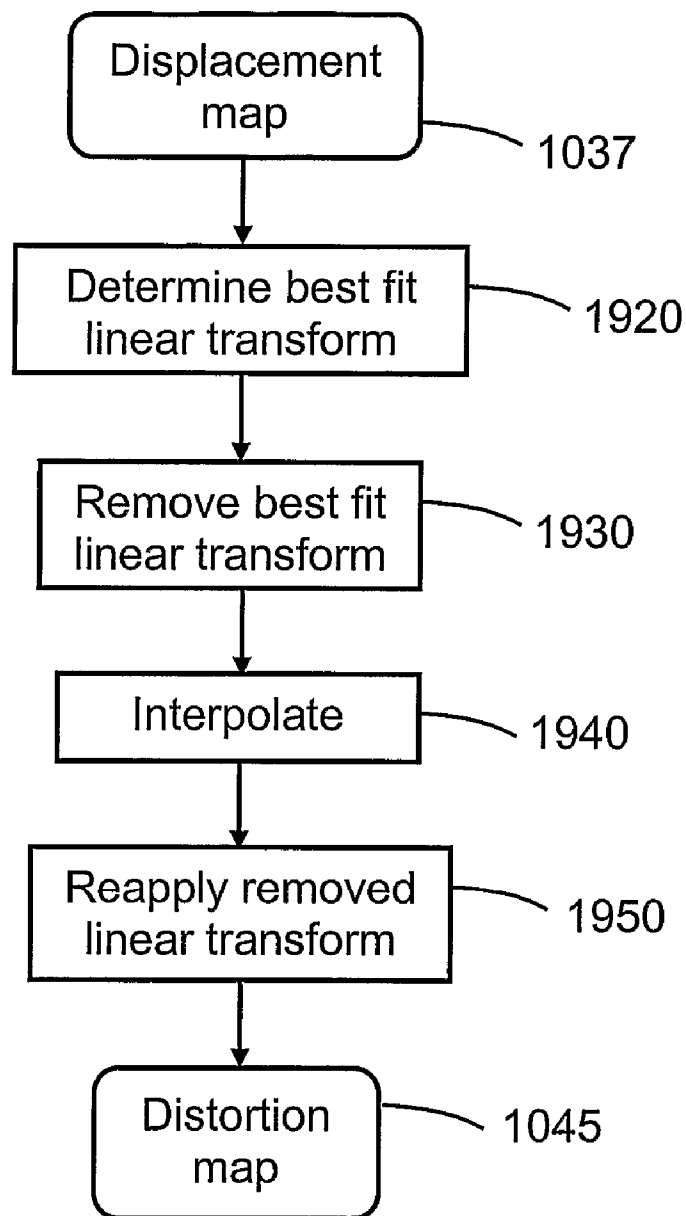 Displacement
map
1037
Determine best fit
linear transform
1920
Remove best fit
linear transform
1930
Interpolate
1940
Reapply removed
linear transform
1950
Distortion
map
1045